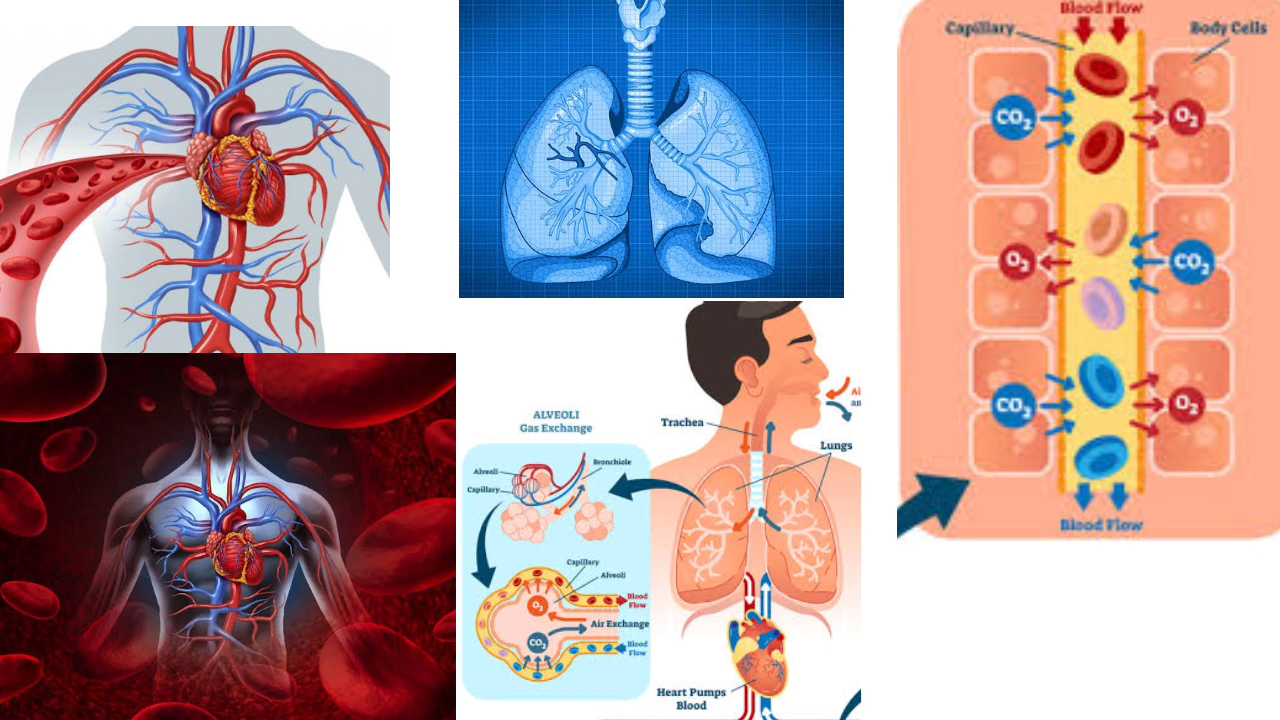 ALVEOLI
Gas Exchange
Alveoli
Bronchiole
Capillary
Capillary
Alveoli
O₂
Blood
Flow
Air Exchange
CO₂
Blood
Flow
Trachea
Lungs
Heart Pumps
Blood
Blood Flow
Capillary
Body Cells
CO₂
O₂
O₂
CO₂
CO₂
O₂
Blood Flow